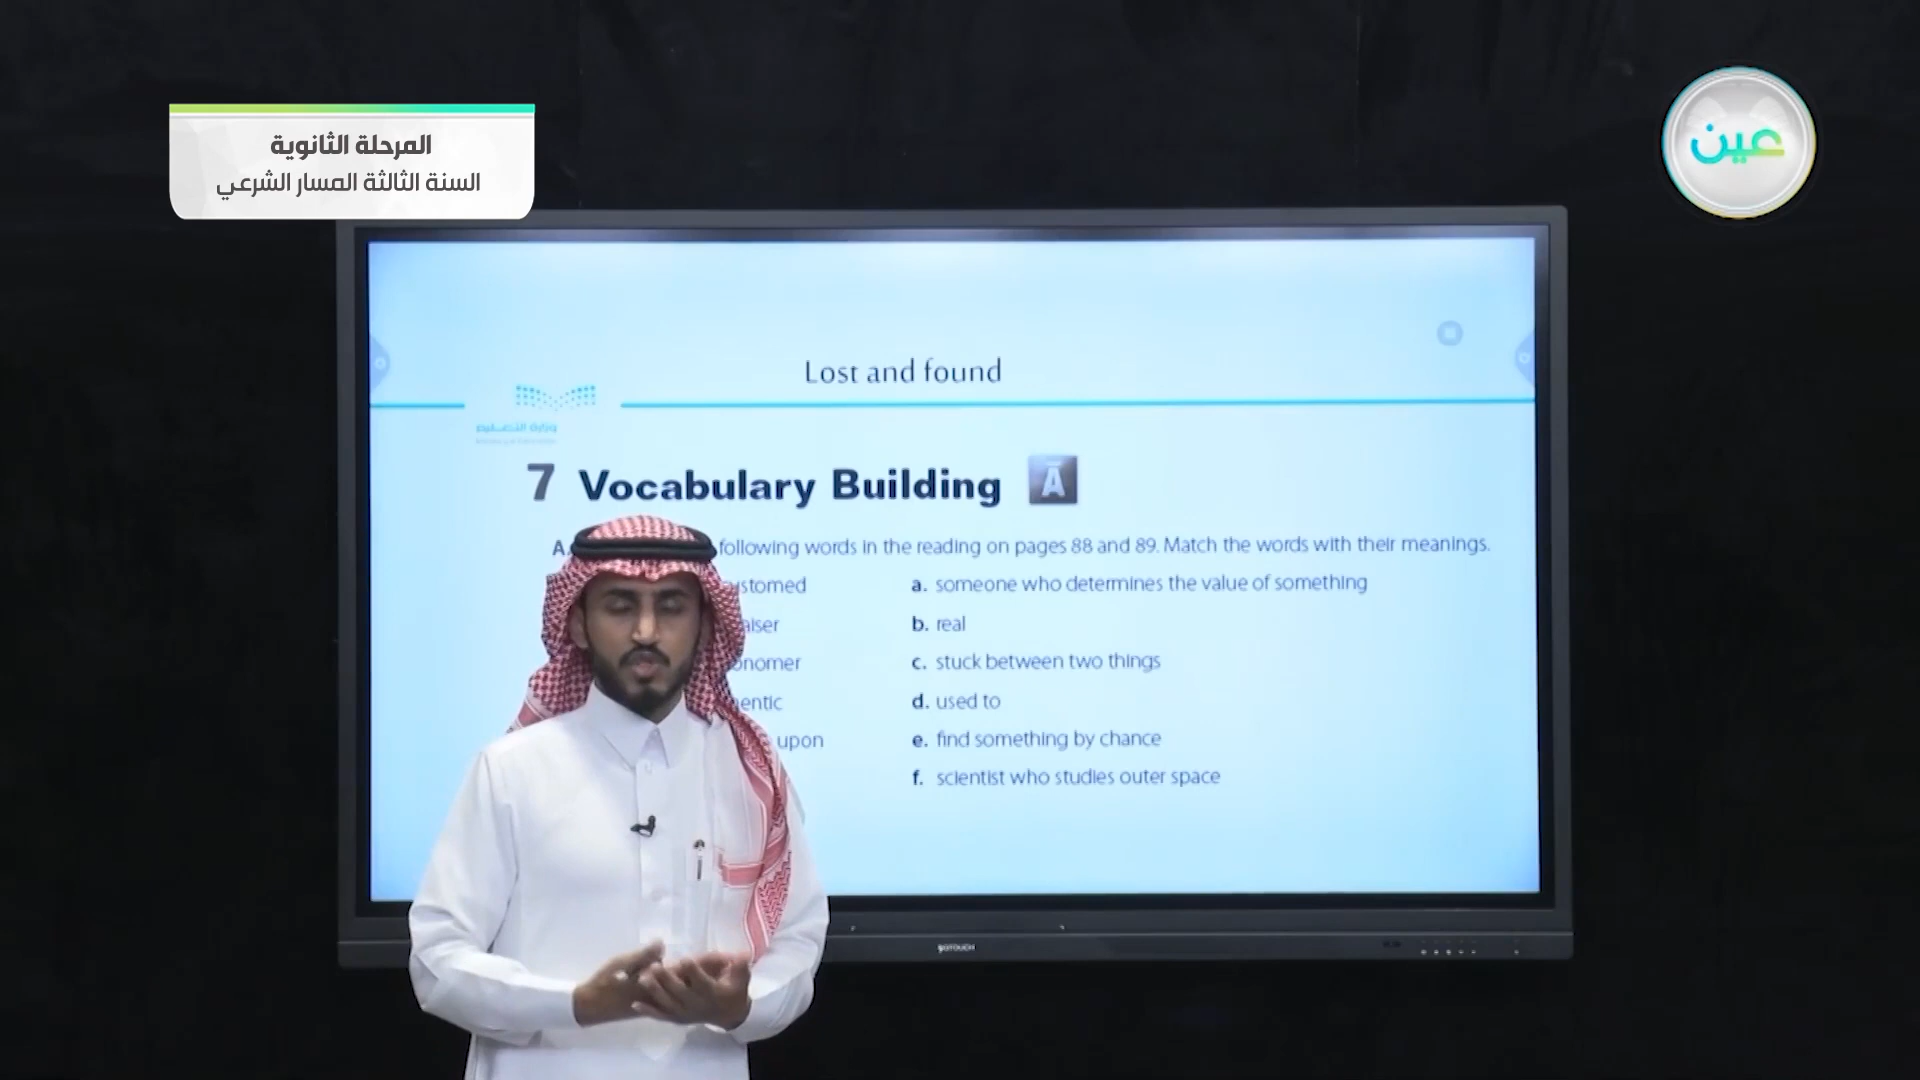 المرحلة الثانوية
السنة الثالثة المسار الشرعي
عين
Lost and found
وزارة التعليم
7 Vocabulary Building A
A. following words in the reading on pages 88 and 89. Match the words with their meanings.
ustomed a. someone who determines the value of something
aiser b. real
onomer c. stuck between two things
entic d. used to
upon e. find something by chance
f. scientist who studies outer space